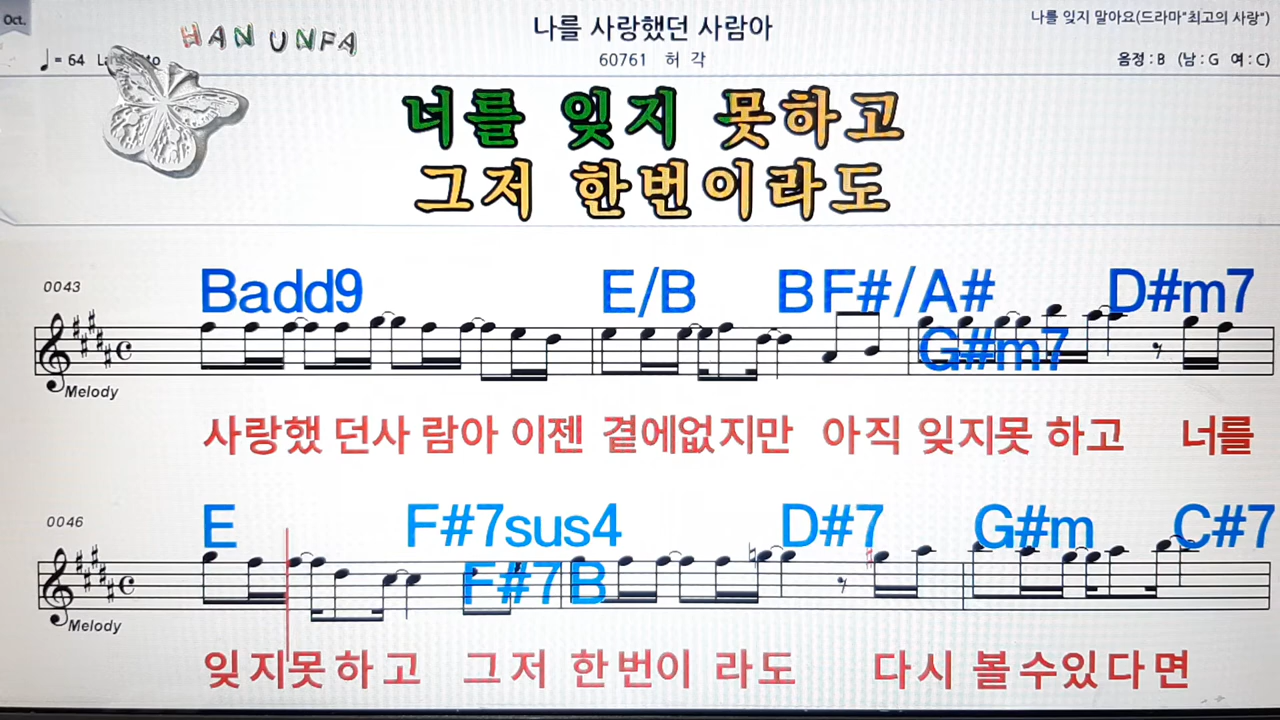 Oct.
HAN UNFA
나를 사랑했던 사람아
나를 잊지 말아요(드라마"최고의 사랑")
♩= 64
60761 허 각
음정 : B (남 : G 여 : C)
너를 잊지 못하고
그저 한번이라도
0043
Badd9 E/B B F#/A# G#m7 D#m7
Melody
사랑했 던사 람아 이젠 곁에없지만 아직 잊지못 하고 너를
0046
E F#7sus4 F#7 B D#7 G#m C#7
Melody
잊지못하고 그저 한번이 라도 다시 볼수있다면